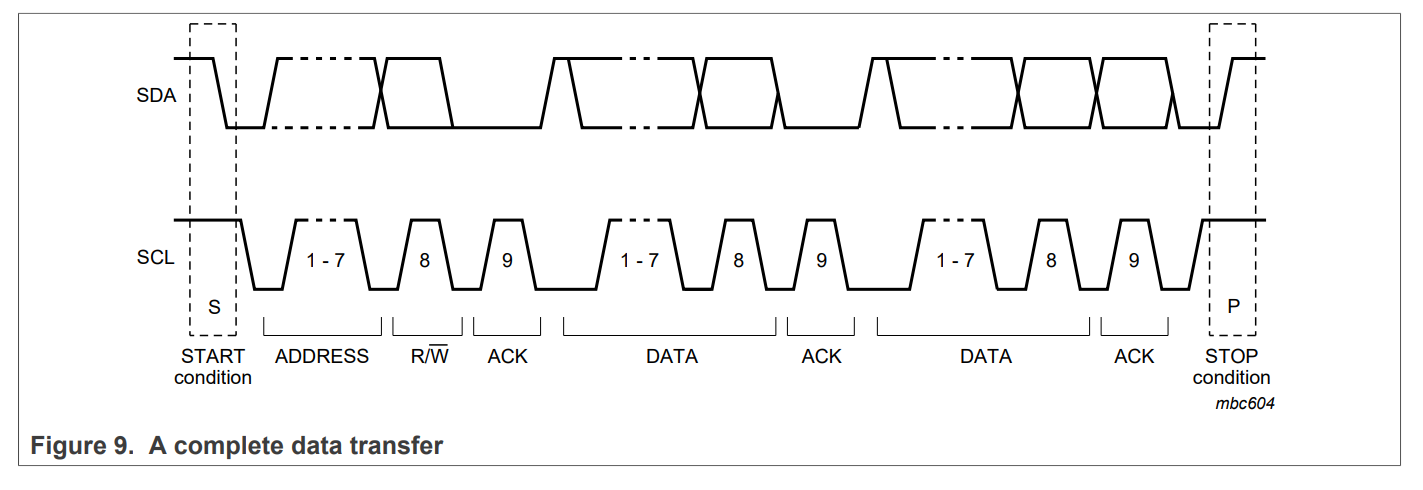 SDA
SCL
1 - 7 8 9 1 - 7 8 9 1 - 7 8 9
S P
START ADDRESS R/W̅ ACK DATA ACK DATA ACK STOP
condition condition
mbc604
Figure 9. A complete data transfer